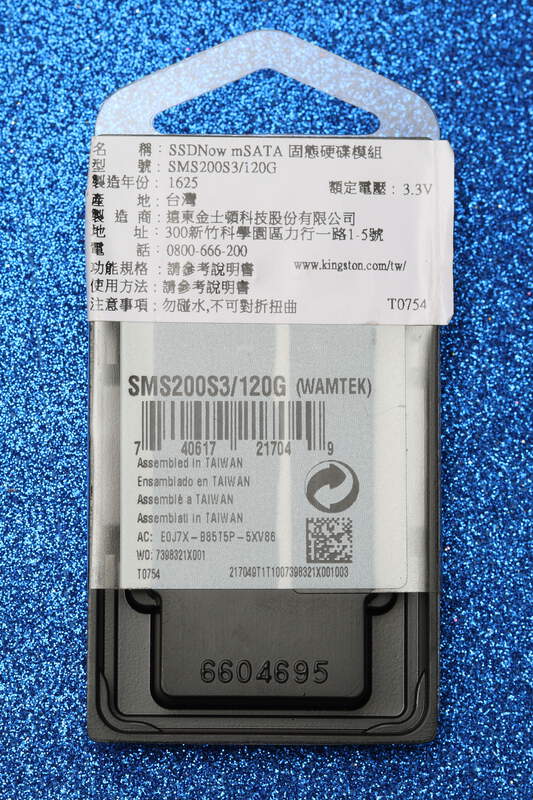 名 稱：SSDNow mSATA 固態硬碟模組
型 號：SMS200S3/120G
製造年份：1625 額定電壓：3.3V
產 地：台灣
製 造 商：遠東金士頓科技股份有限公司
地 址：300新竹科學園區力行一路1-5號
電 話：0800-666-200
功能規格：請參考說明書 www.kingston.com/tw/
使用方法：請參考說明書
注意事項：勿碰水,不可對折扭曲 T0754
SMS200S3/120G (WAMTEK)
7 40617 21704 9
Assembled in TAIWAN
Ensamblado en TAIWAN
Assemblé a TAIWAN
Assemblati in TAIWAN
AC: E0J7X-B85T5P-5XV86
WO: 7398321X001
T0754 217049T1T1007398321X001003
6604695